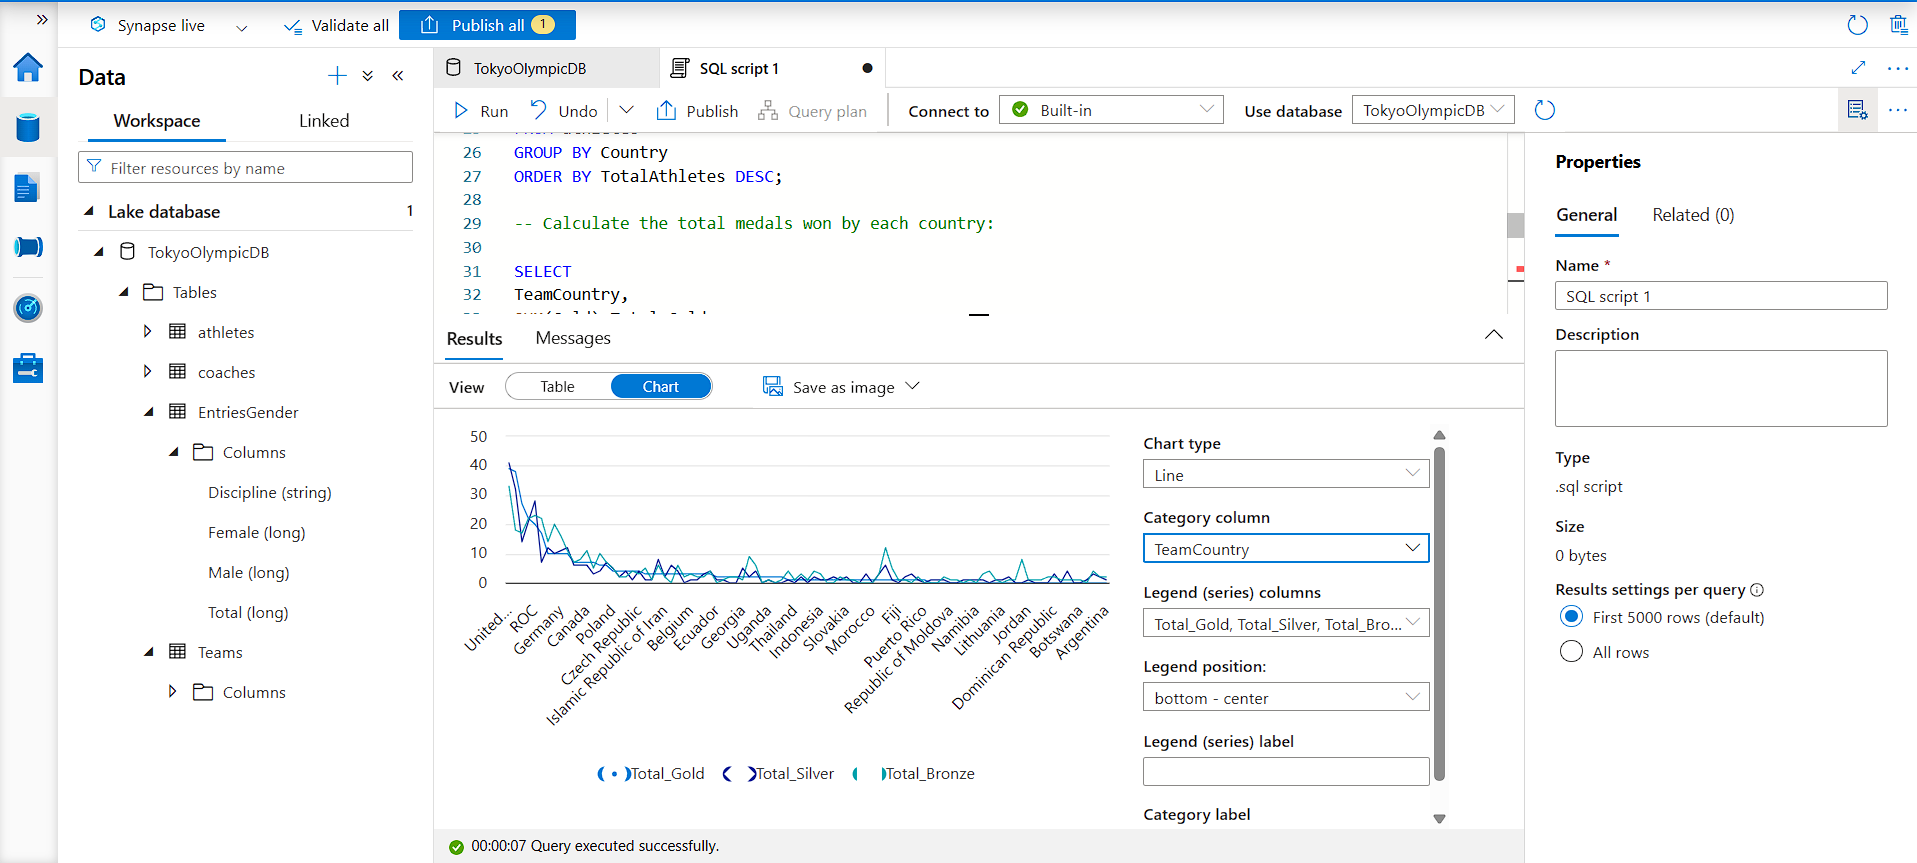 Synapse live
Validate all
Publish all 1
Data
Workspace
Linked
Filter resources by name
Lake database 1
TokyoOlympicDB
Tables
athletes
coaches
EntriesGender
Columns
Discipline (string)
Female (long)
Male (long)
Total (long)
Teams
Columns
TokyoOlympicDB
SQL script 1
Run
Undo
Publish
Query plan
Connect to
Built-in
Use database
TokyoOlympicDB
26 GROUP BY Country
27 ORDER BY TotalAthletes DESC;
28
29 -- Calculate the total medals won by each country:
30
31 SELECT
32 TeamCountry,
Results
Messages
View
Table
Chart
Save as image
50
40
30
20
10
0
United...
ROC
Germany
Canada
Poland
Czech Republic
Islamic Republic of Iran
Belgium
Ecuador
Georgia
Uganda
Thailand
Indonesia
Slovakia
Morocco
Fiji
Puerto Rico
Republic of Moldova
Namibia
Lithuania
Jordan
Dominican Republic
Botswana
Argentina
Total_Gold
Total_Silver
Total_Bronze
Chart type
Line
Category column
TeamCountry
Legend (series) columns
Total_Gold, Total_Silver, Total_Bro...
Legend position:
bottom - center
Legend (series) label
Category label
00:00:07 Query executed successfully.
Properties
General
Related (0)
Name *
SQL script 1
Description
Type
.sql script
Size
0 bytes
Results settings per query
First 5000 rows (default)
All rows